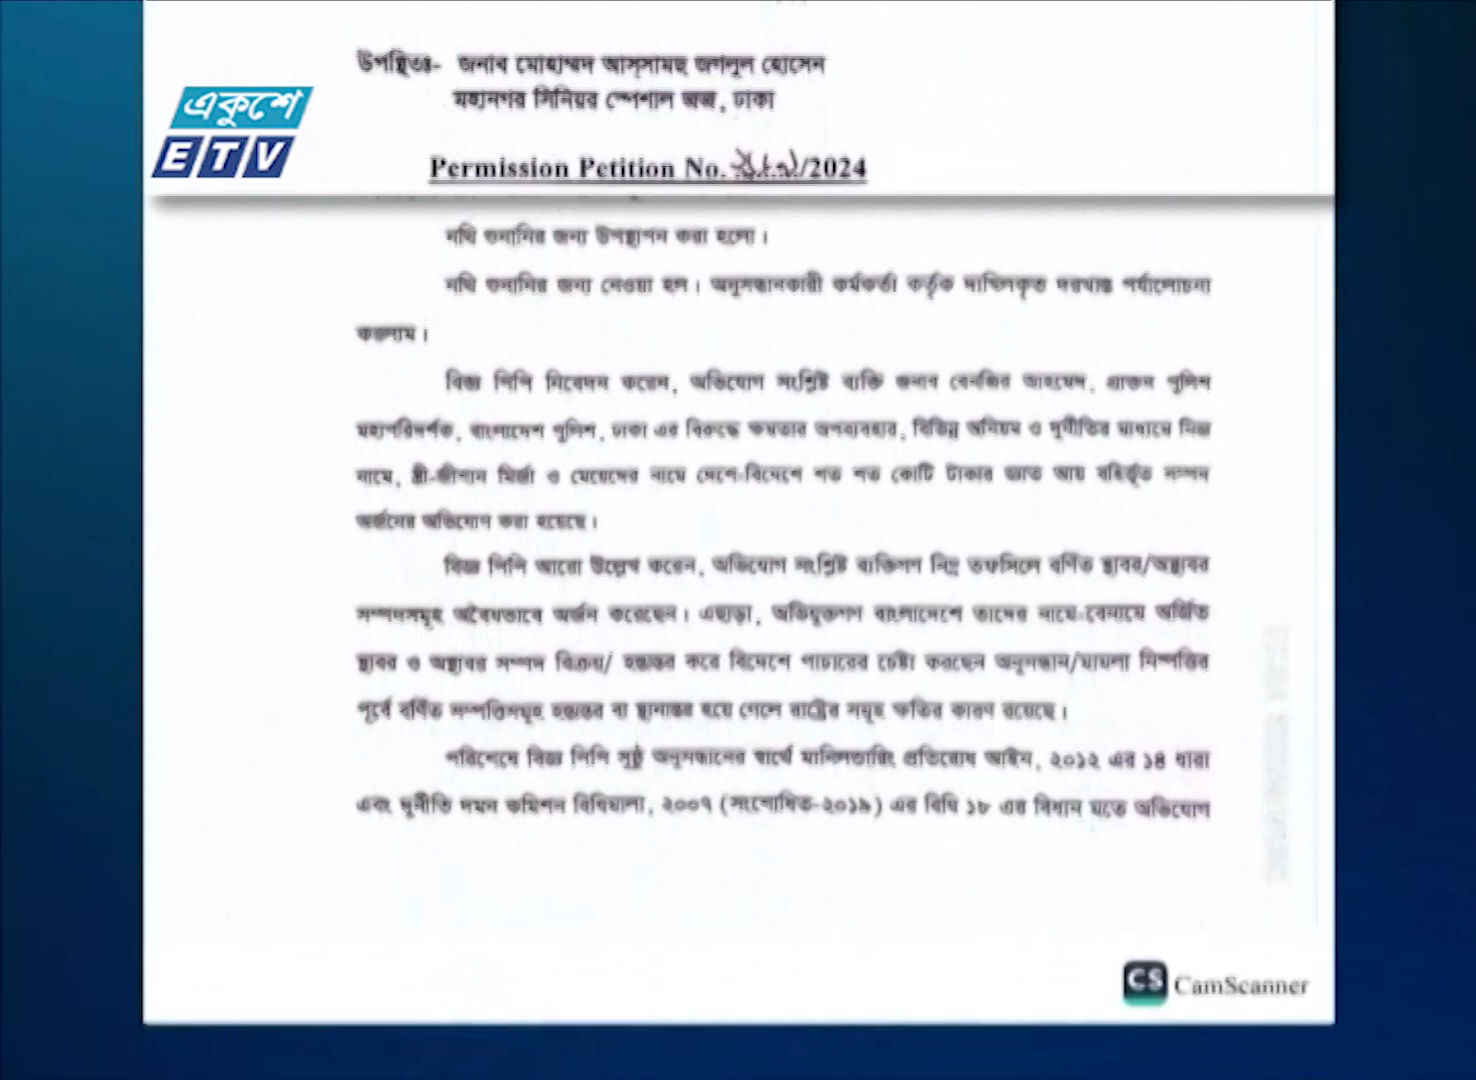 উপস্থিতঃ- জনাব মোহাম্মদ আস্সামছ জগলুল হোসেন
মহানগর সিনিয়র স্পেশাল জজ, ঢাকা
একুশে
ETV
Permission Petition No. /2024
নথি শুনানির জন্য উপস্থাপন করা হলো।
নথি শুনানির জন্য নেওয়া হল। অনুসন্ধানকারী কর্মকর্তা কর্তৃক দাখিলকৃত দরখাস্ত পর্যালোচনা
করলাম।
বিজ্ঞ পিপি নিবেদন করেন, অভিযোগ সংশ্লিষ্ট ব্যক্তি জনাব বেনজির আহমেদ, প্রাক্তন পুলিশ
মহাপরিদর্শক, বাংলাদেশ পুলিশ, ঢাকা এর বিরুদ্ধে ক্ষমতার অপব্যবহার, বিভিন্ন অনিয়ম ও দুর্নীতির মাধ্যমে নিজ
নামে, স্ত্রী-জীশান মির্জা ও মেয়েদের নামে দেশে-বিদেশে শত শত কোটি টাকার জ্ঞাত আয় বহির্ভূত সম্পদ
অর্জনের অভিযোগ করা হয়েছে।
বিজ্ঞ পিপি আরো উল্লেখ করেন, অভিযোগ সংশ্লিষ্ট ব্যক্তিগণ নিম্ন তফসিলে বর্ণিত স্থাবর/অস্থাবর
সম্পদসমূহ অবৈধভাবে অর্জন করেছেন। এছাড়া, অভিযুক্তগণ বাংলাদেশে তাদের নামে-বেনামে অর্জিত
স্থাবর ও অস্থাবর সম্পদ বিক্রয়/ হস্তান্তর করে বিদেশে পাচারের চেষ্টা করছেন অনুসন্ধান/মামলা নিষ্পত্তির
পূর্বে বর্ণিত সম্পত্তিসমূহ হস্তান্তর বা স্থানান্তর হয়ে গেলে রাষ্ট্রের সমূহ ক্ষতির কারণ রয়েছে।
পরিশেষে বিজ্ঞ পিপি সুষ্ঠু অনুসন্ধানের স্বার্থে মানিলন্ডারিং প্রতিরোধ আইন, ২০১২ এর ১৪ ধারা
এবং দুর্নীতি দমন কমিশন বিধিমালা, ২০০৭ (সংশোধিত-২০১৯) এর বিধি ১৮ এর বিধান মতে অভিযোগ
CS CamScanner